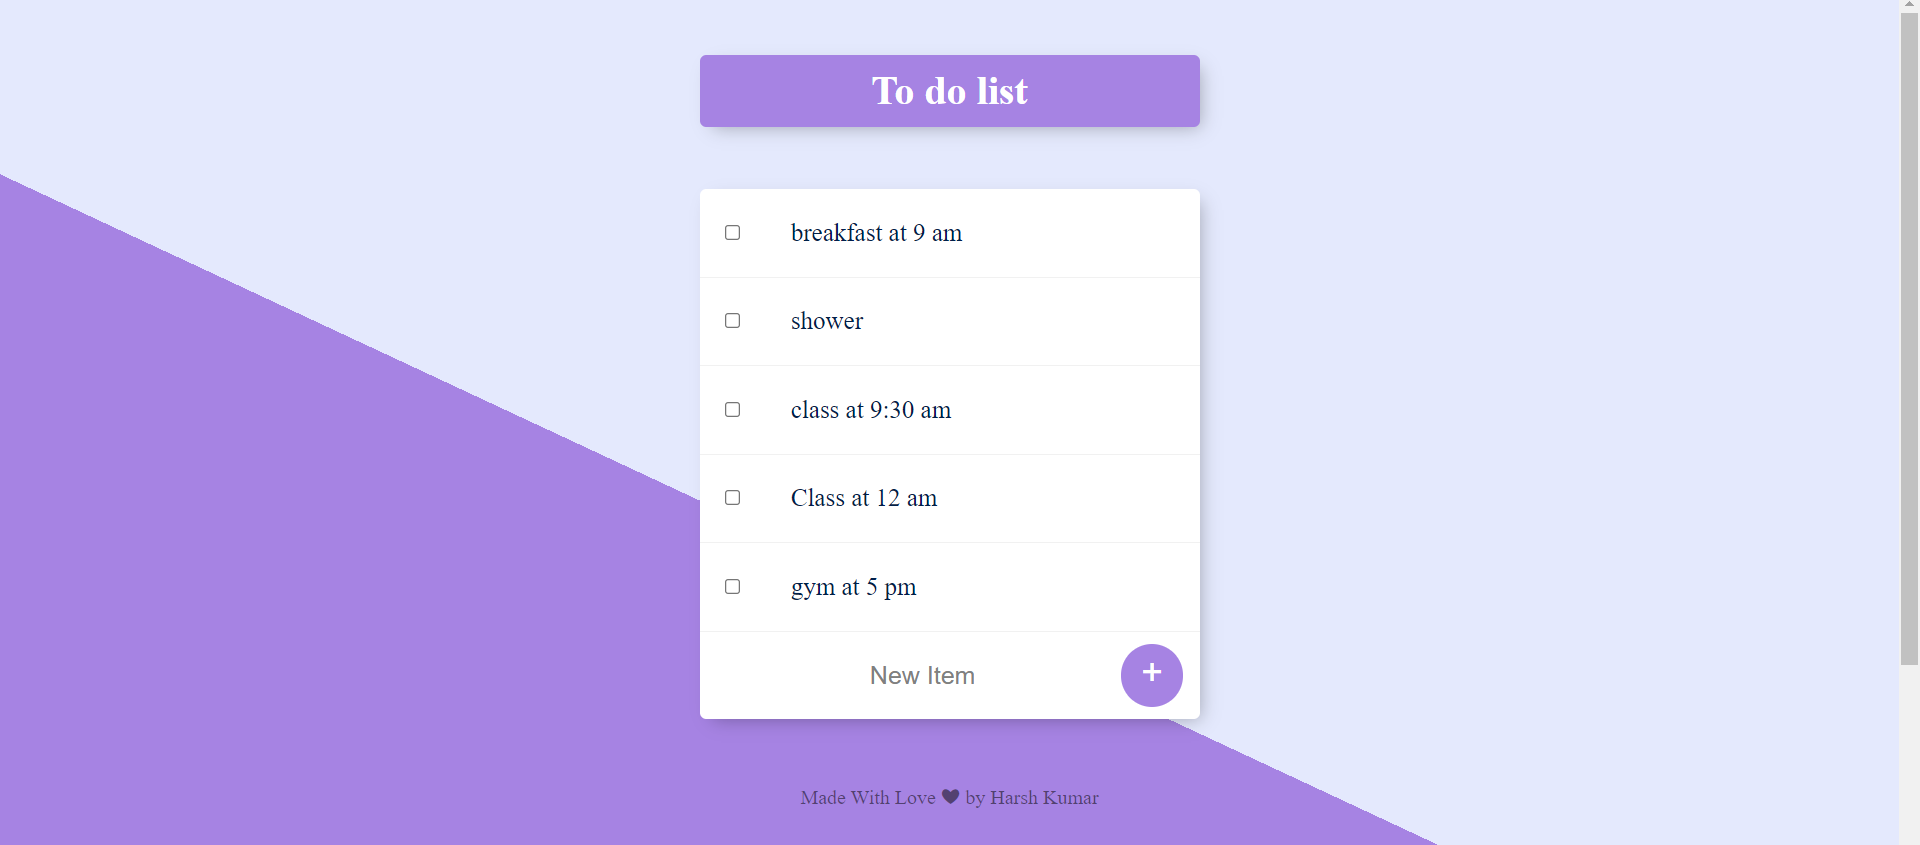 To do list
breakfast at 9 am
shower
class at 9:30 am
Class at 12 am
gym at 5 pm
New Item
+
Made With Love 🖤 by Harsh Kumar